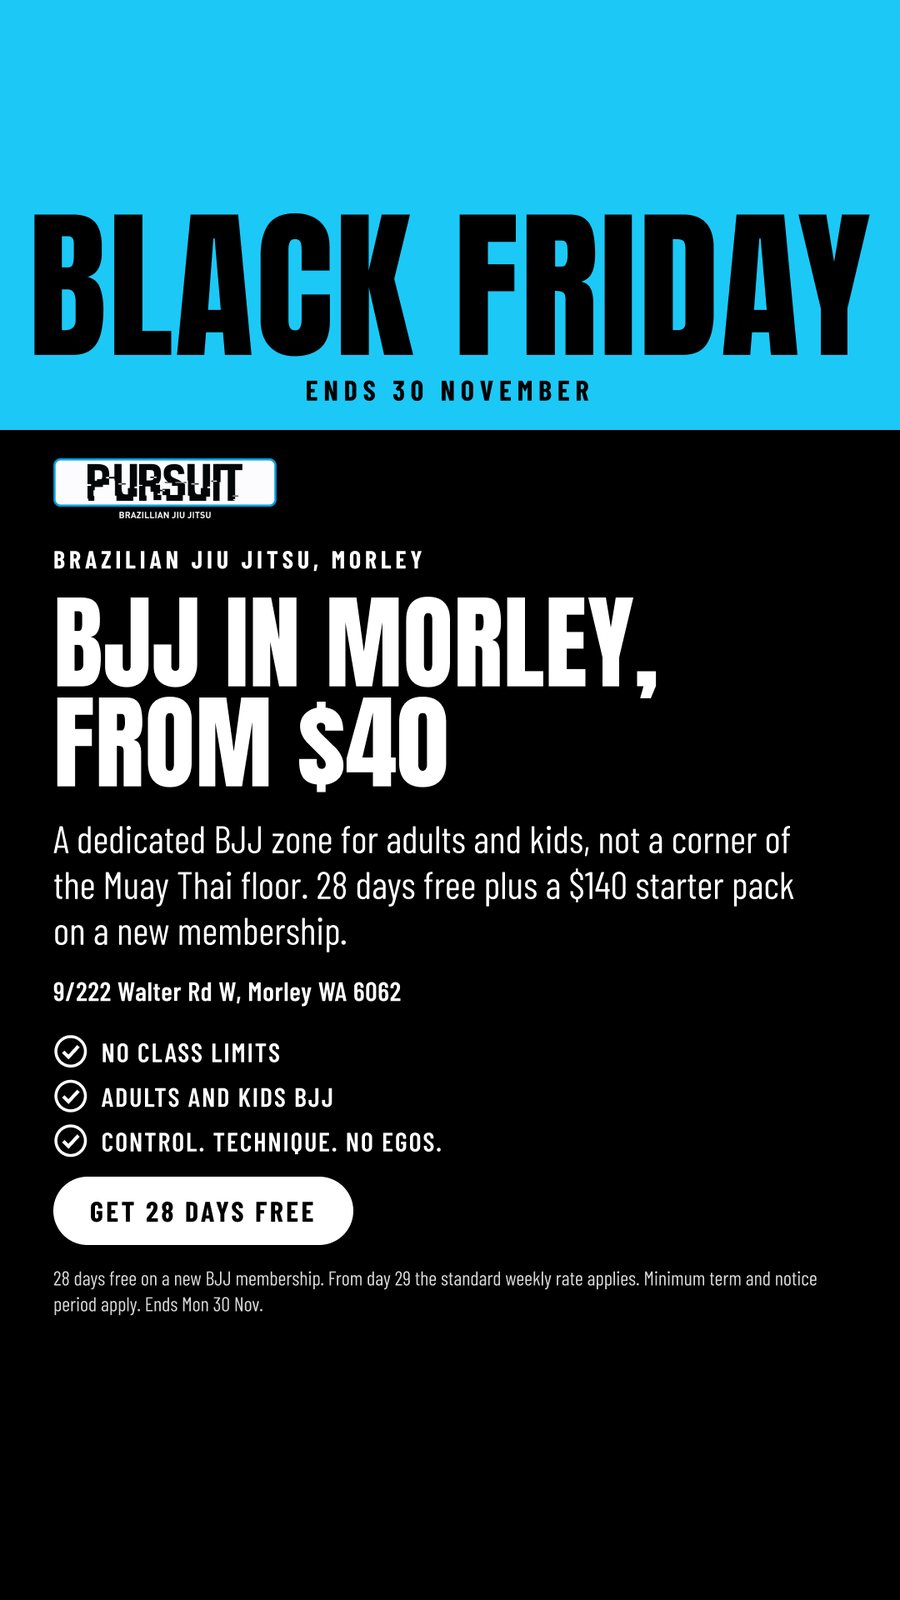 BLACK FRIDAY
ENDS 30 NOVEMBER
PURSUIT
BRAZILLIAN JIU JITSU
BRAZILIAN JIU JITSU, MORLEY
BJJ IN MORLEY,
FROM $40
A dedicated BJJ zone for adults and kids, not a corner of
the Muay Thai floor. 28 days free plus a $140 starter pack
on a new membership.
9/222 Walter Rd W, Morley WA 6062
NO CLASS LIMITS
ADULTS AND KIDS BJJ
CONTROL. TECHNIQUE. NO EGOS.
GET 28 DAYS FREE
28 days free on a new BJJ membership. From day 29 the standard weekly rate applies. Minimum term and notice
period apply. Ends Mon 30 Nov.